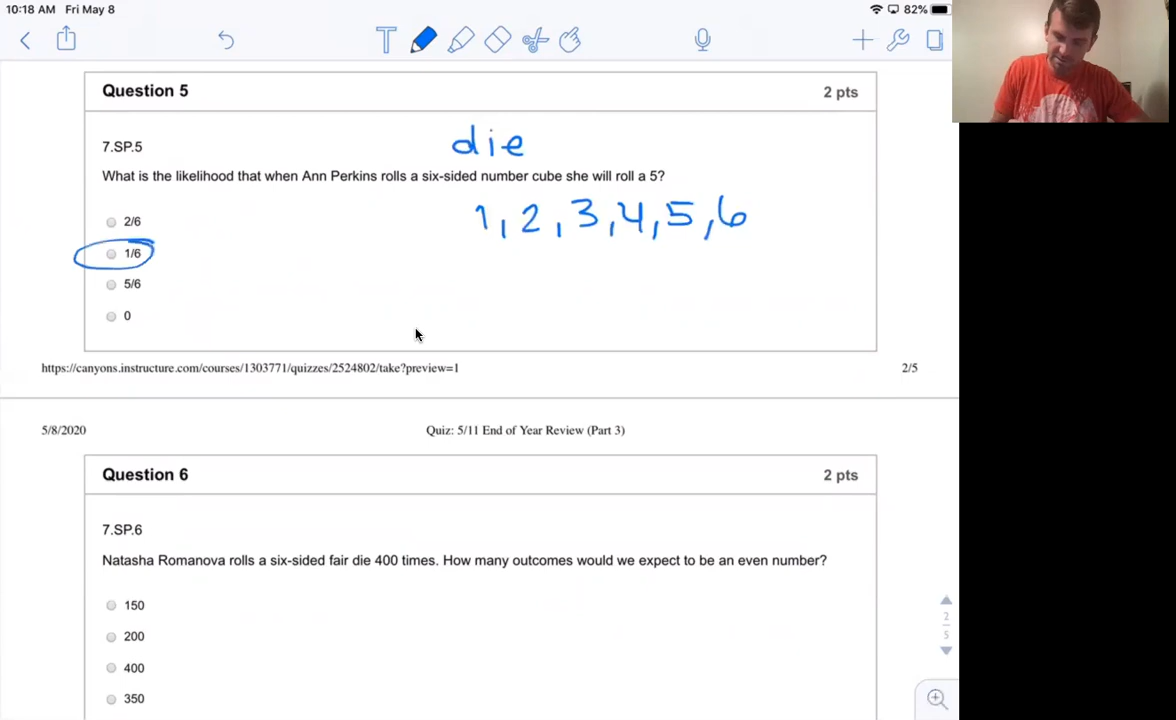 10:18 AM Fri May 8
82%
T
Question 5
2 pts
die
7.SP.5
What is the likelihood that when Ann Perkins rolls a six-sided number cube she will roll a 5?
1, 2, 3, 4, 5, 6
2/6
1/6
5/6
0
https://canyons.instructure.com/courses/1303771/quizzes/2524802/take?preview=1
2/5
5/8/2020
Quiz: 5/11 End of Year Review (Part 3)
Question 6
2 pts
7.SP.6
Natasha Romanova rolls a six-sided fair die 400 times. How many outcomes would we expect to be an even number?
150
200
400
350
2
5